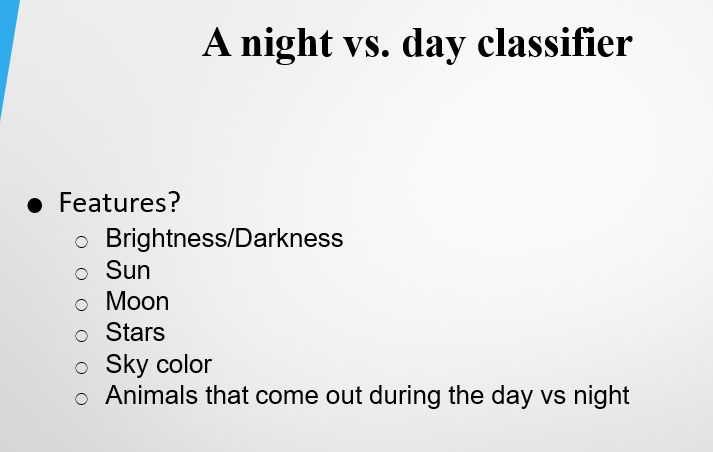 A night vs. day classifier
● Features?
○ Brightness/Darkness
○ Sun
○ Moon
○ Stars
○ Sky color
○ Animals that come out during the day vs night